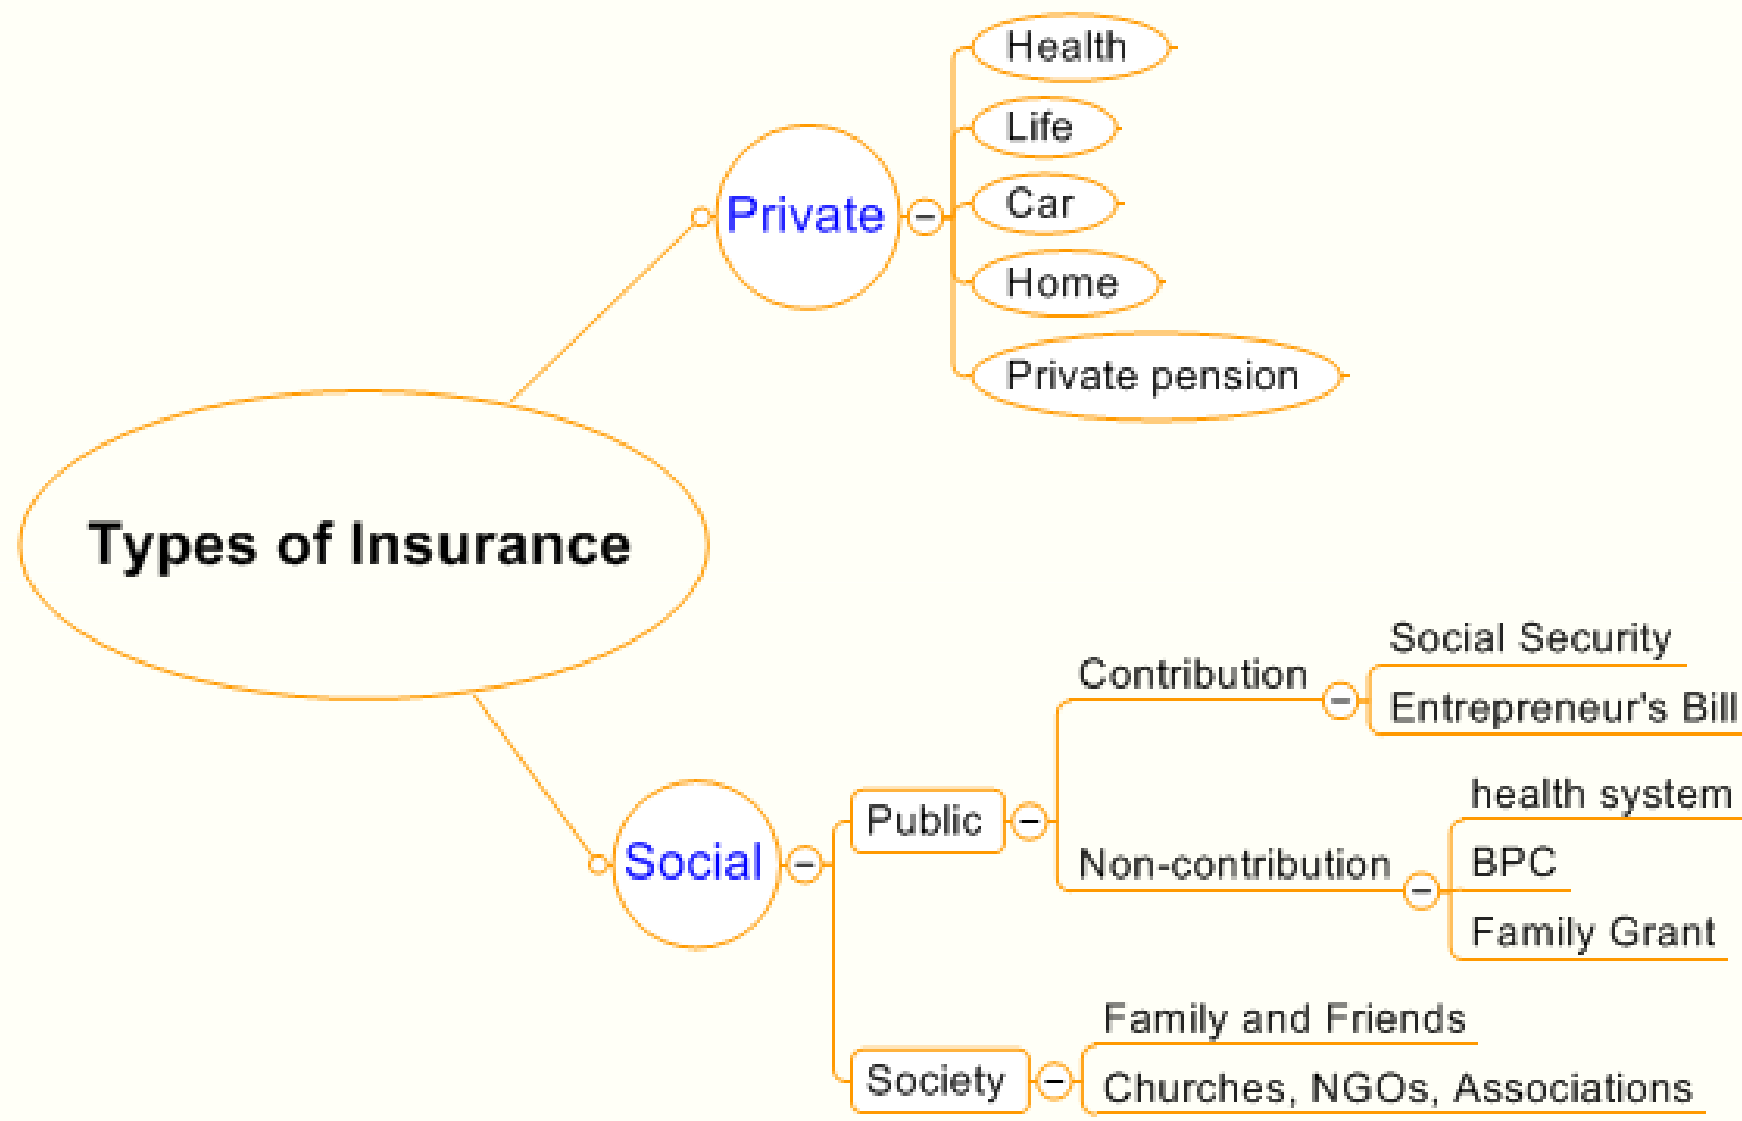 Health
Life
Car
Private
Home
Private pension
Types of Insurance
Social Security
Contribution
Entrepreneur's Bill
health system
Public
Non-contribution
BPC
Social
Family Grant
Family and Friends
Society
Churches, NGOs, Associations